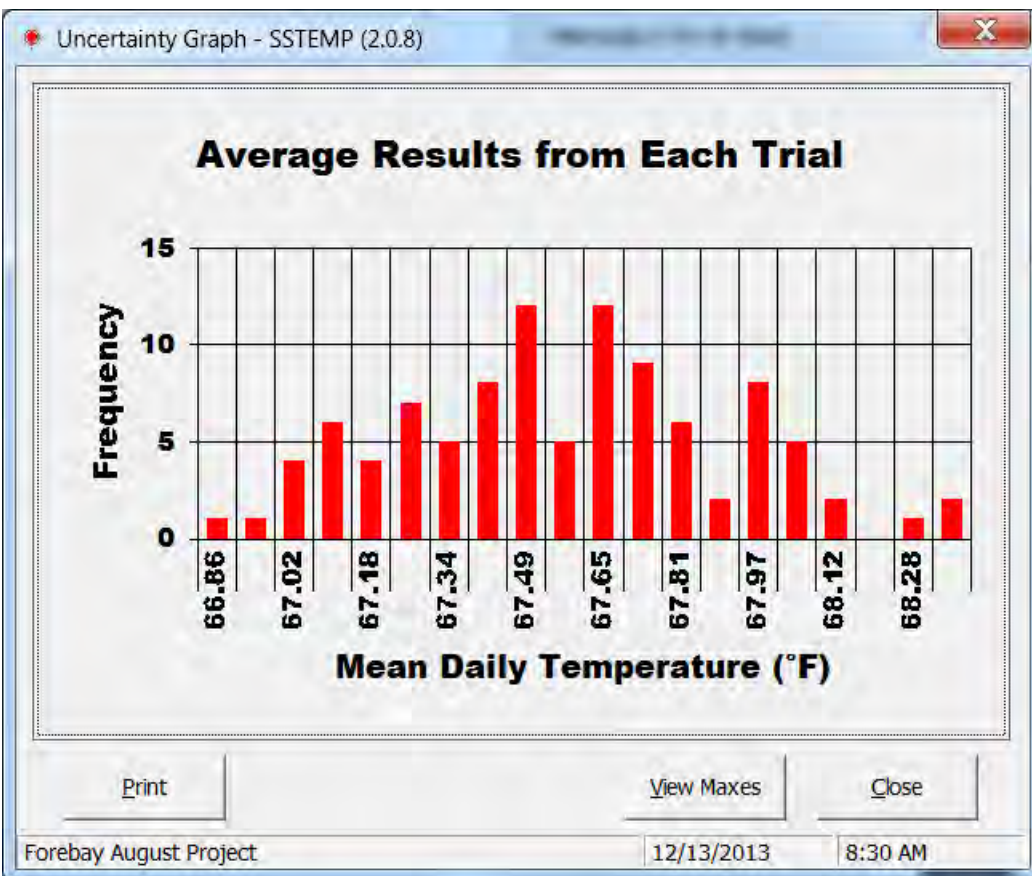 Uncertainty Graph - SSTEMP (2.0.8)
Average Results from Each Trial
Frequency
15
10
5
0
66.86 67.02 67.18 67.34 67.49 67.65 67.81 67.97 68.12 68.28
Mean Daily Temperature (°F)
Print View Maxes Close
Forebay August Project 12/13/2013 8:30 AM